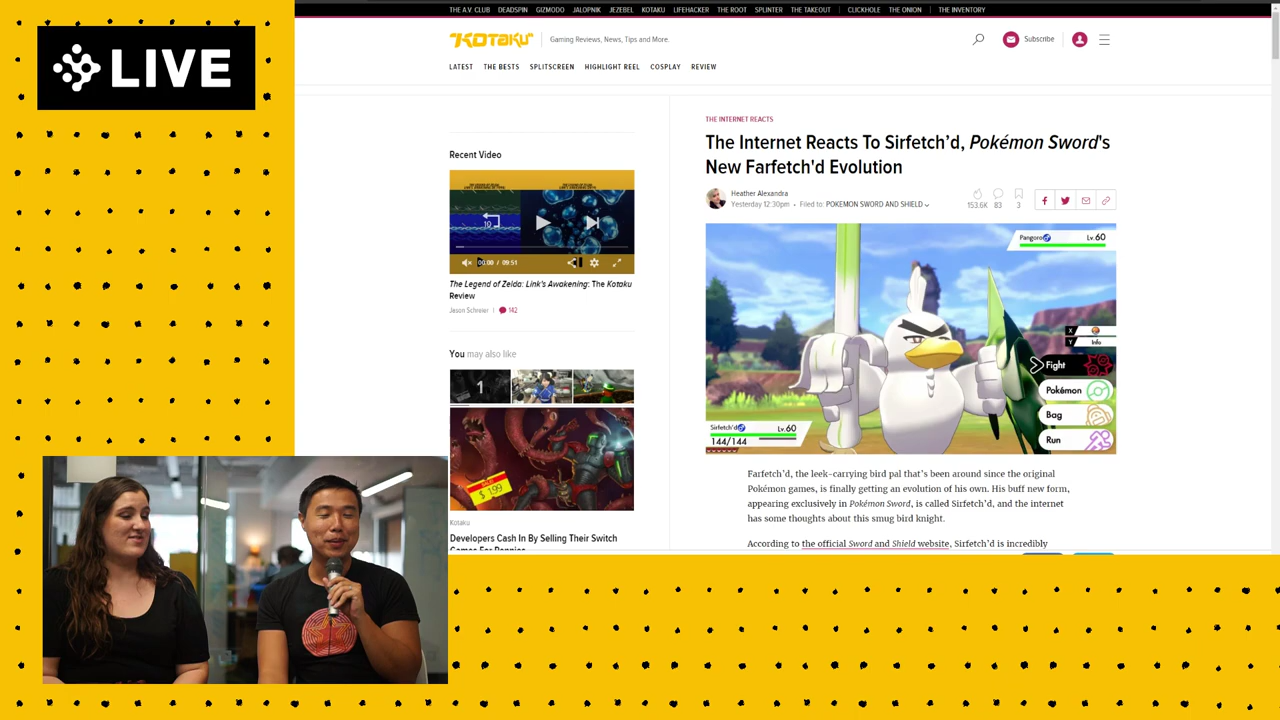 LIVE
THE A.V. CLUB DEADSPIN GIZMODO JALOPNIK JEZEBEL KOTAKU LIFEHACKER THE ROOT SPLINTER THE TAKEOUT CLICKHOLE THE ONION THE INVENTORY
KOTAKU
Gaming Reviews, News, Tips and More.
Subscribe
LATEST THE BESTS SPLITSCREEN HIGHLIGHT REEL COSPLAY REVIEW
Recent Video
10
00:00 / 09:51
The Legend of Zelda: Link's Awakening: The Kotaku
Review
Jason Schreier 142
You may also like
1
$1.99
Kotaku
Developers Cash In By Selling Their Switch
Games For Pennies
THE INTERNET REACTS
The Internet Reacts To Sirfetch'd, Pokémon Sword's
New Farfetch'd Evolution
Heather Alexandra
Yesterday 12:30pm • Filed to: POKEMON SWORD AND SHIELD
153.6K 83 3
Pangoro Lv. 60
X
Y Info
Fight
Pokémon
Bag
Run
Sirfetch'd Lv. 60
144/144
Farfetch'd, the leek-carrying bird pal that's been around since the original
Pokémon games, is finally getting an evolution of his own. His buff new form,
appearing exclusively in Pokémon Sword, is called Sirfetch'd, and the internet
has some thoughts about this smug bird knight.
According to the official Sword and Shield website, Sirfetch'd is incredibly